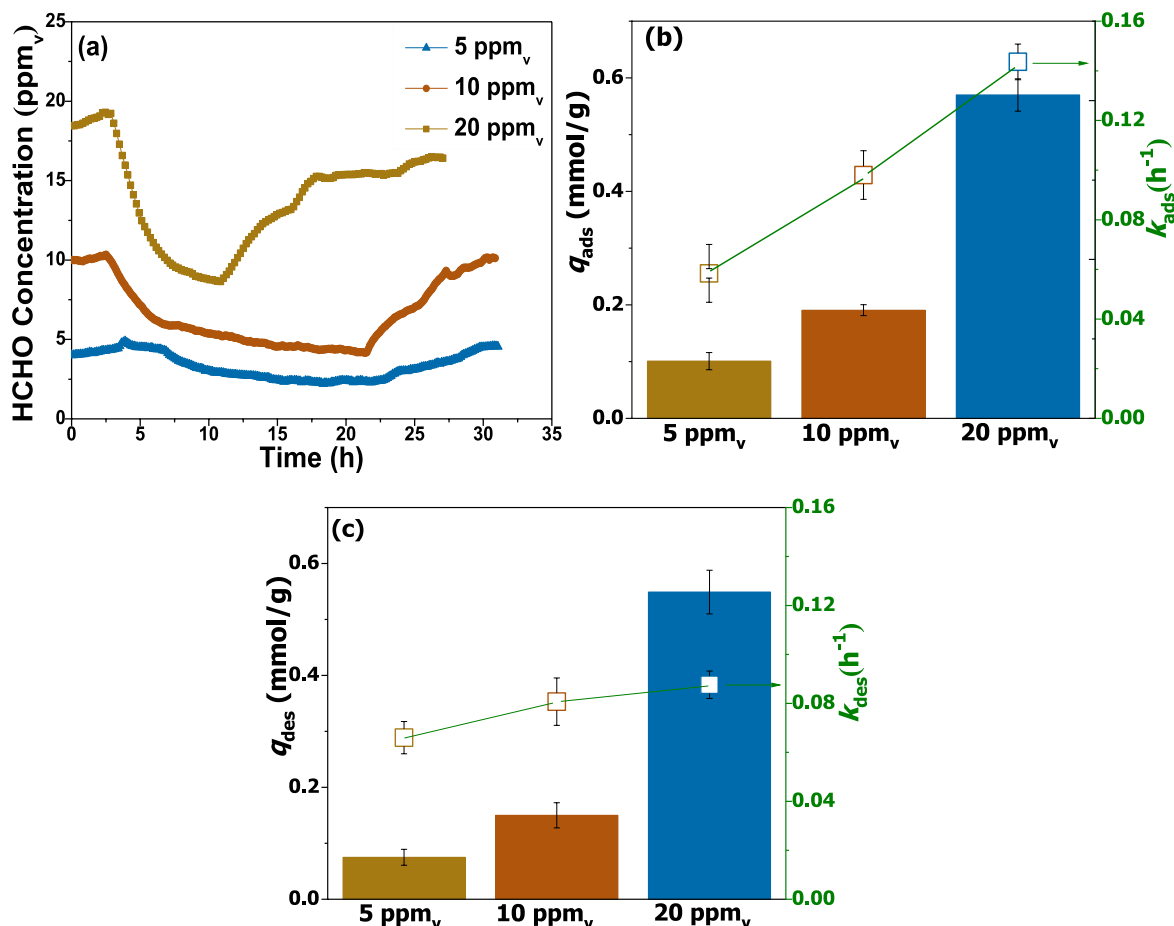 (a)
5 ppmv
10 ppmv
20 ppmv
HCHO Concentration (ppmv)
25
20
15
10
5
0
0 5 10 15 20 25 30 35
Time (h)
(b)
qads (mmol/g)
0.6
0.4
0.2
0.0
5 ppmv 10 ppmv 20 ppmv
0.16
0.12
0.08
0.04
0.00
kads(h-1)
(c)
qdes (mmol/g)
0.6
0.4
0.2
0.0
5 ppmv 10 ppmv 20 ppmv
0.16
0.12
0.08
0.04
0.00
kdes(h-1)